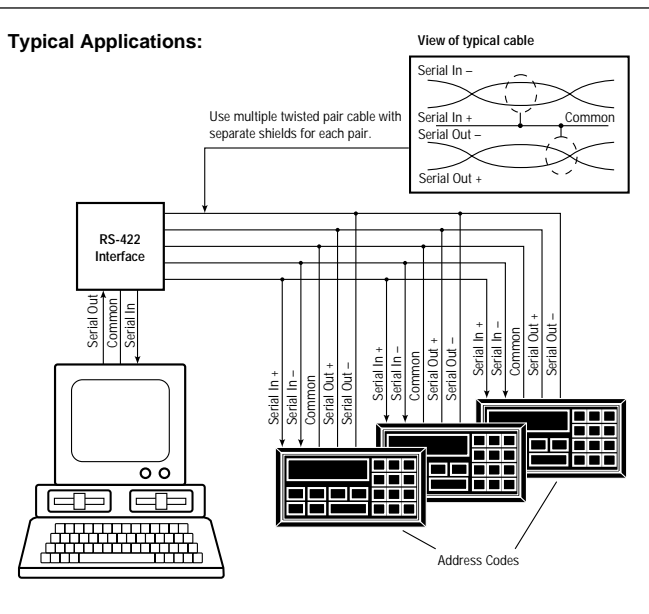 Typical Applications:
View of typical cable
Serial In –
Serial In +
Common
Serial Out –
Serial Out +
Use multiple twisted pair cable with
separate shields for each pair.
RS-422
Interface
Serial Out
Common
Serial In
Serial In +
Serial In –
Common
Serial Out +
Serial Out –
Serial In +
Serial In –
Common
Serial Out +
Serial Out –
Serial In +
Serial In –
Common
Serial Out +
Serial Out –
Address Codes